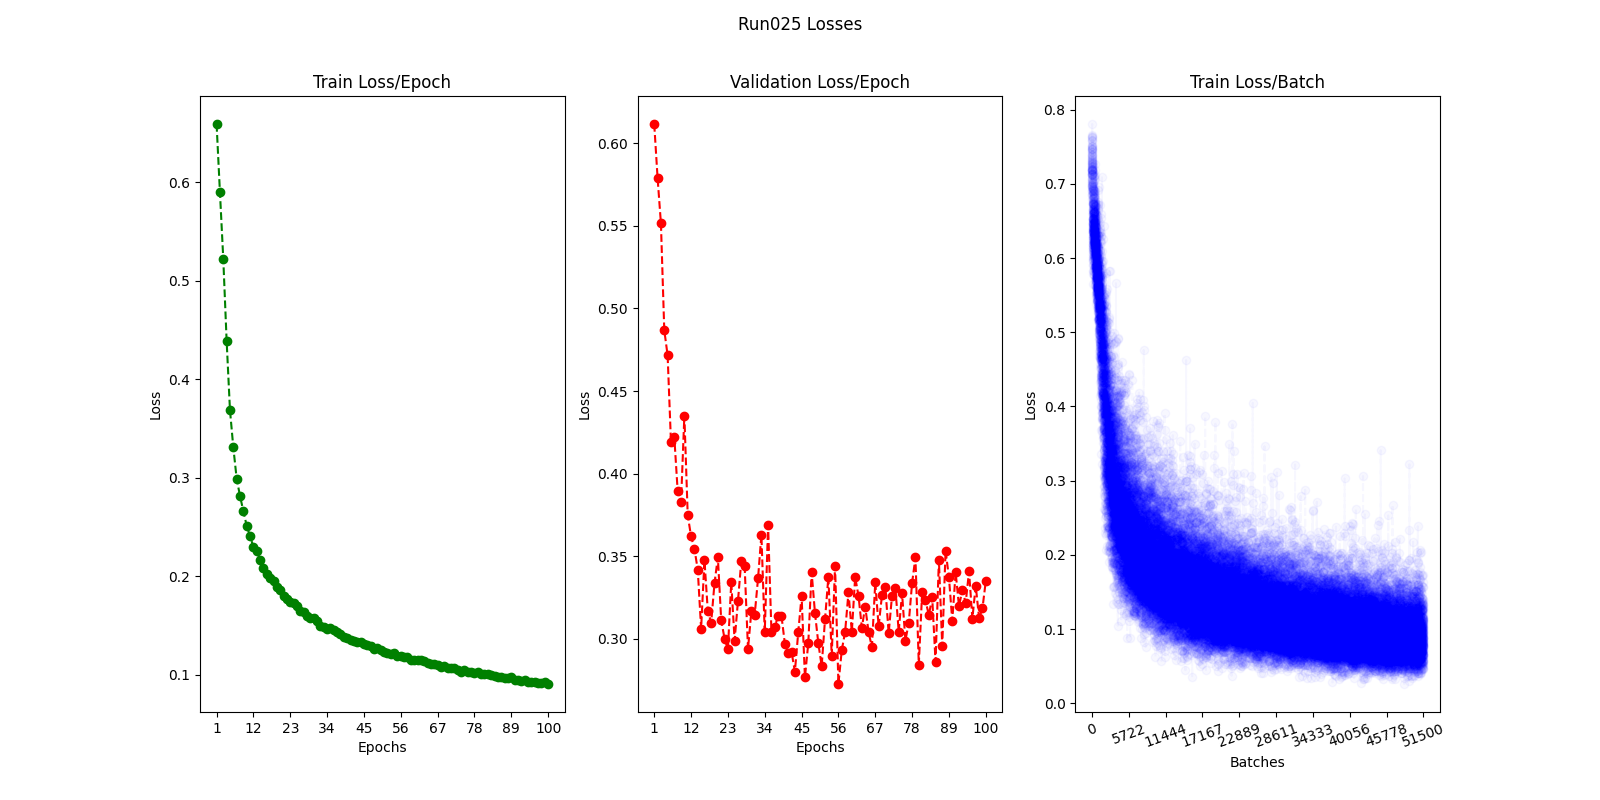 Run025 Losses
Train Loss/Epoch
Validation Loss/Epoch
Train Loss/Batch
Loss
0.6
0.5
0.4
0.3
0.2
0.1
1 12 23 34 45 56 67 78 89 100
Epochs
Loss
0.60
0.55
0.50
0.45
0.40
0.35
0.30
1 12 23 34 45 56 67 78 89 100
Epochs
Loss
0.8
0.7
0.6
0.5
0.4
0.3
0.2
0.1
0.0
0 5722 11444 17167 22889 28611 34333 40056 45778 51500
Batches